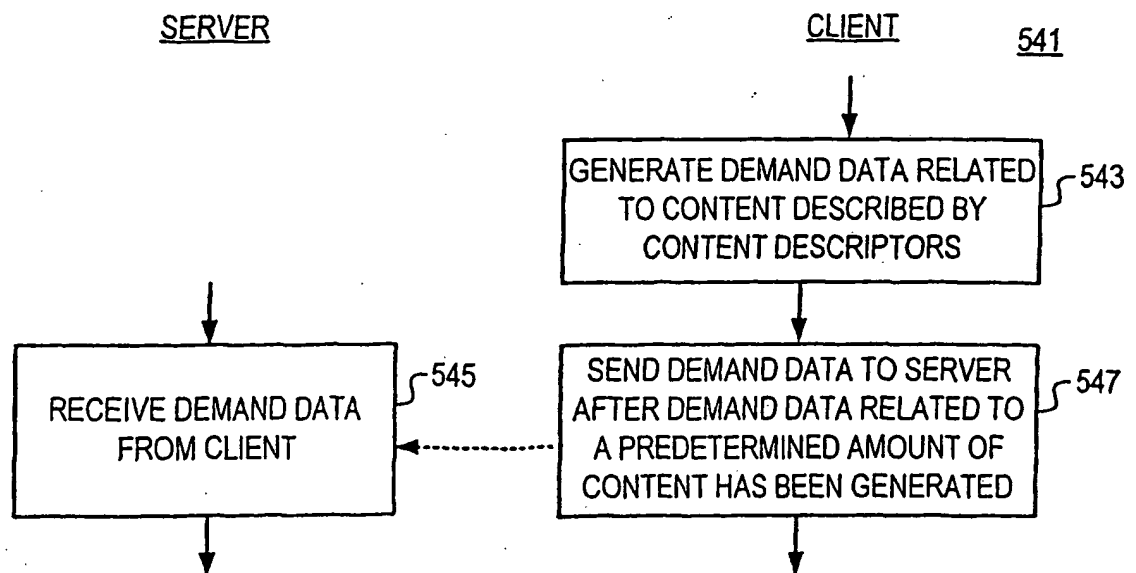 SERVER
CLIENT
541
GENERATE DEMAND DATA RELATED
TO CONTENT DESCRIBED BY
CONTENT DESCRIPTORS
543
RECEIVE DEMAND DATA
FROM CLIENT
545
SEND DEMAND DATA TO SERVER
AFTER DEMAND DATA RELATED TO
A PREDETERMINED AMOUNT OF
CONTENT HAS BEEN GENERATED
547